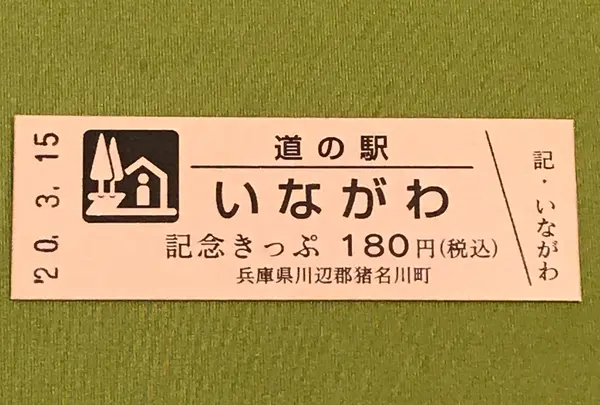 '20.3.15
道の駅
いながわ
記念きっぷ 180円(税込)
兵庫県川辺郡猪名川町
記・いながわ